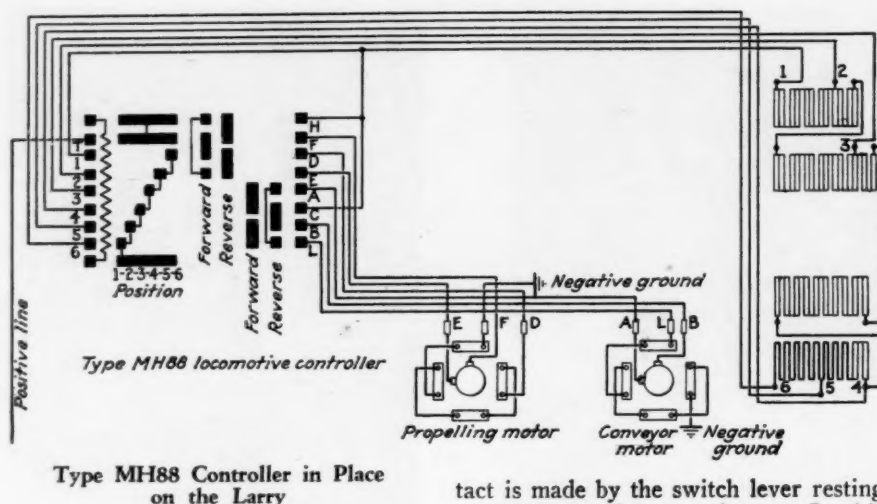 1
2
3
T
1
2
3
4
5
6
H
F
D
E
A
C
B
L
Forward
Reverse
Forward
Reverse
1-2-3-4-5-6
Position
Positive line
Type MH88 locomotive controller
Negative ground
E
F
D
A
L
B
Propelling motor
Conveyor
motor
Negative
ground
6
5
4
Type MH88 Controller in Place
on the Larry
tact is made by the switch lever resting